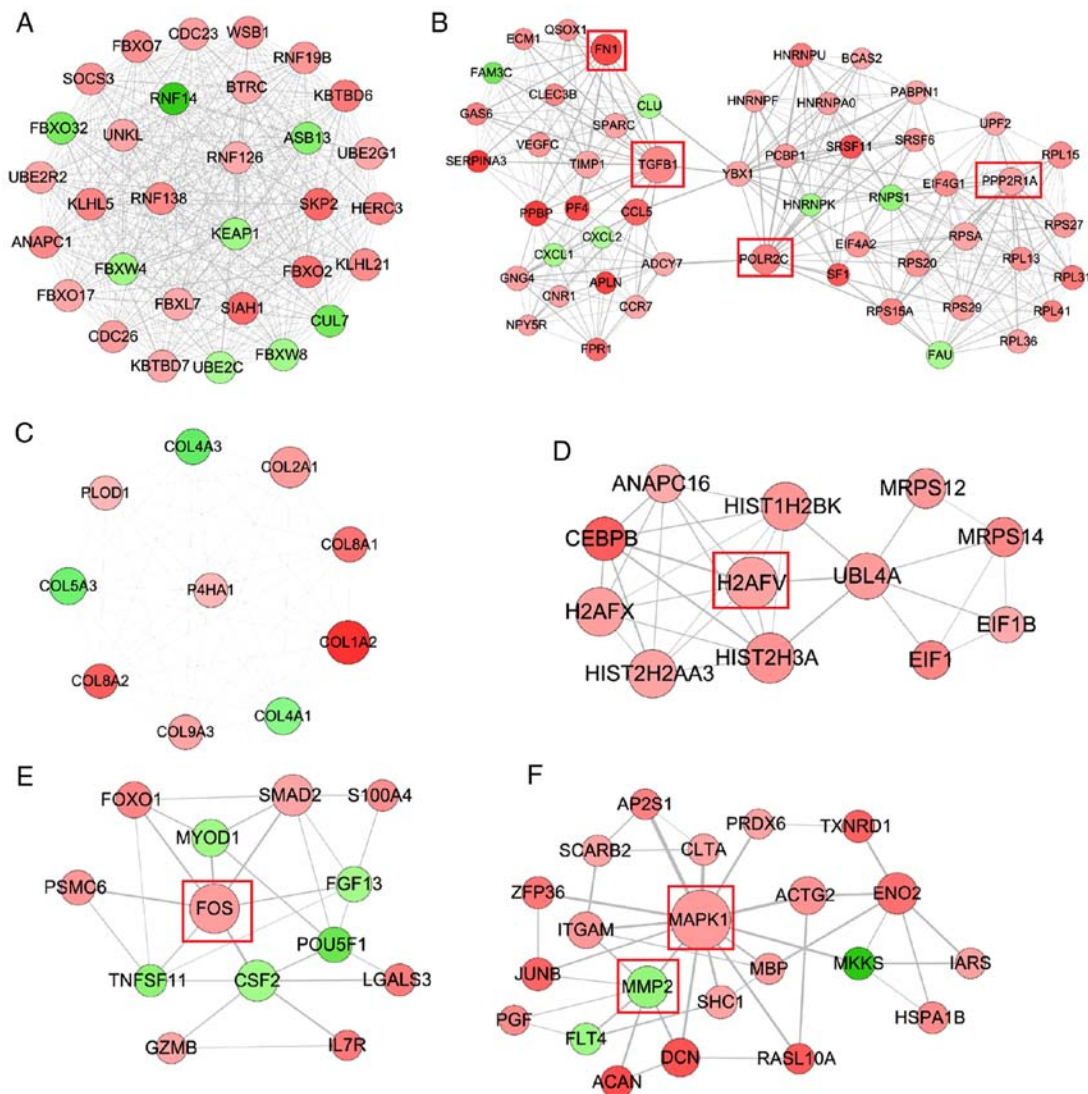 A
CDC23 WSB1
FBXO7
RNF19B
SOCS3
RNF14
BTRC
KBTBD6
FBXO32
UNKL
ASB13
UBE2G1
RNF126
UBE2R2
KLHL5
RNF138
SKP2
HERC3
KEAP1
ANAPC1
FBXW4
FBXO2
KLHL21
FBXO17
FBXL7
SIAH1
CUL7
CDC26
FBXW8
KBTBD7
UBE2C
B
QSOX1
ECM1
FN1
HNRNPU
BCAS2
FAM3C
CLEC3B
CLU
HNRNPF
HNRNPA0
PABPN1
GAS6
SPARC
UPF2
VEGFC
SRSF11
SRSF6
RPL15
SERPINA3
TIMP1
TGFB1
YBX1
PCBP1
EIF4G1
PPP2R1A
PPBP
PF4
CCL5
HNRNPK
RNPS1
RPS27
CXCL2
CXCL1
EIF4A2
RPSA
POLR2C
GNG4
ADCY7
RPS20
RPL13
CNR1
APLN
SF1
RPL31
CCR7
NPY5R
RPS15A
RPS29
RPL41
FPR1
FAU
RPL36
C
COL4A3
COL2A1
PLOD1
COL8A1
COL5A3
P4HA1
COL1A2
COL8A2
COL9A3
COL4A1
D
ANAPC16
MRPS12
HIST1H2BK
CEBPB
MRPS14
H2AFV
UBL4A
H2AFX
EIF1B
HIST2H2AA3
HIST2H3A
EIF1
E
FOXO1
SMAD2
S100A4
MYOD1
PSMC6
FGF13
FOS
POU5F1
TNFSF11
CSF2
LGALS3
GZMB
IL7R
F
AP2S1
PRDX6
TXNRD1
SCARB2
CLTA
ZFP36
ACTG2
ENO2
MAPK1
ITGAM
JUNB
MBP
MKKS
IARS
MMP2
SHC1
PGF
HSPA1B
FLT4
DCN
RASL10A
ACAN